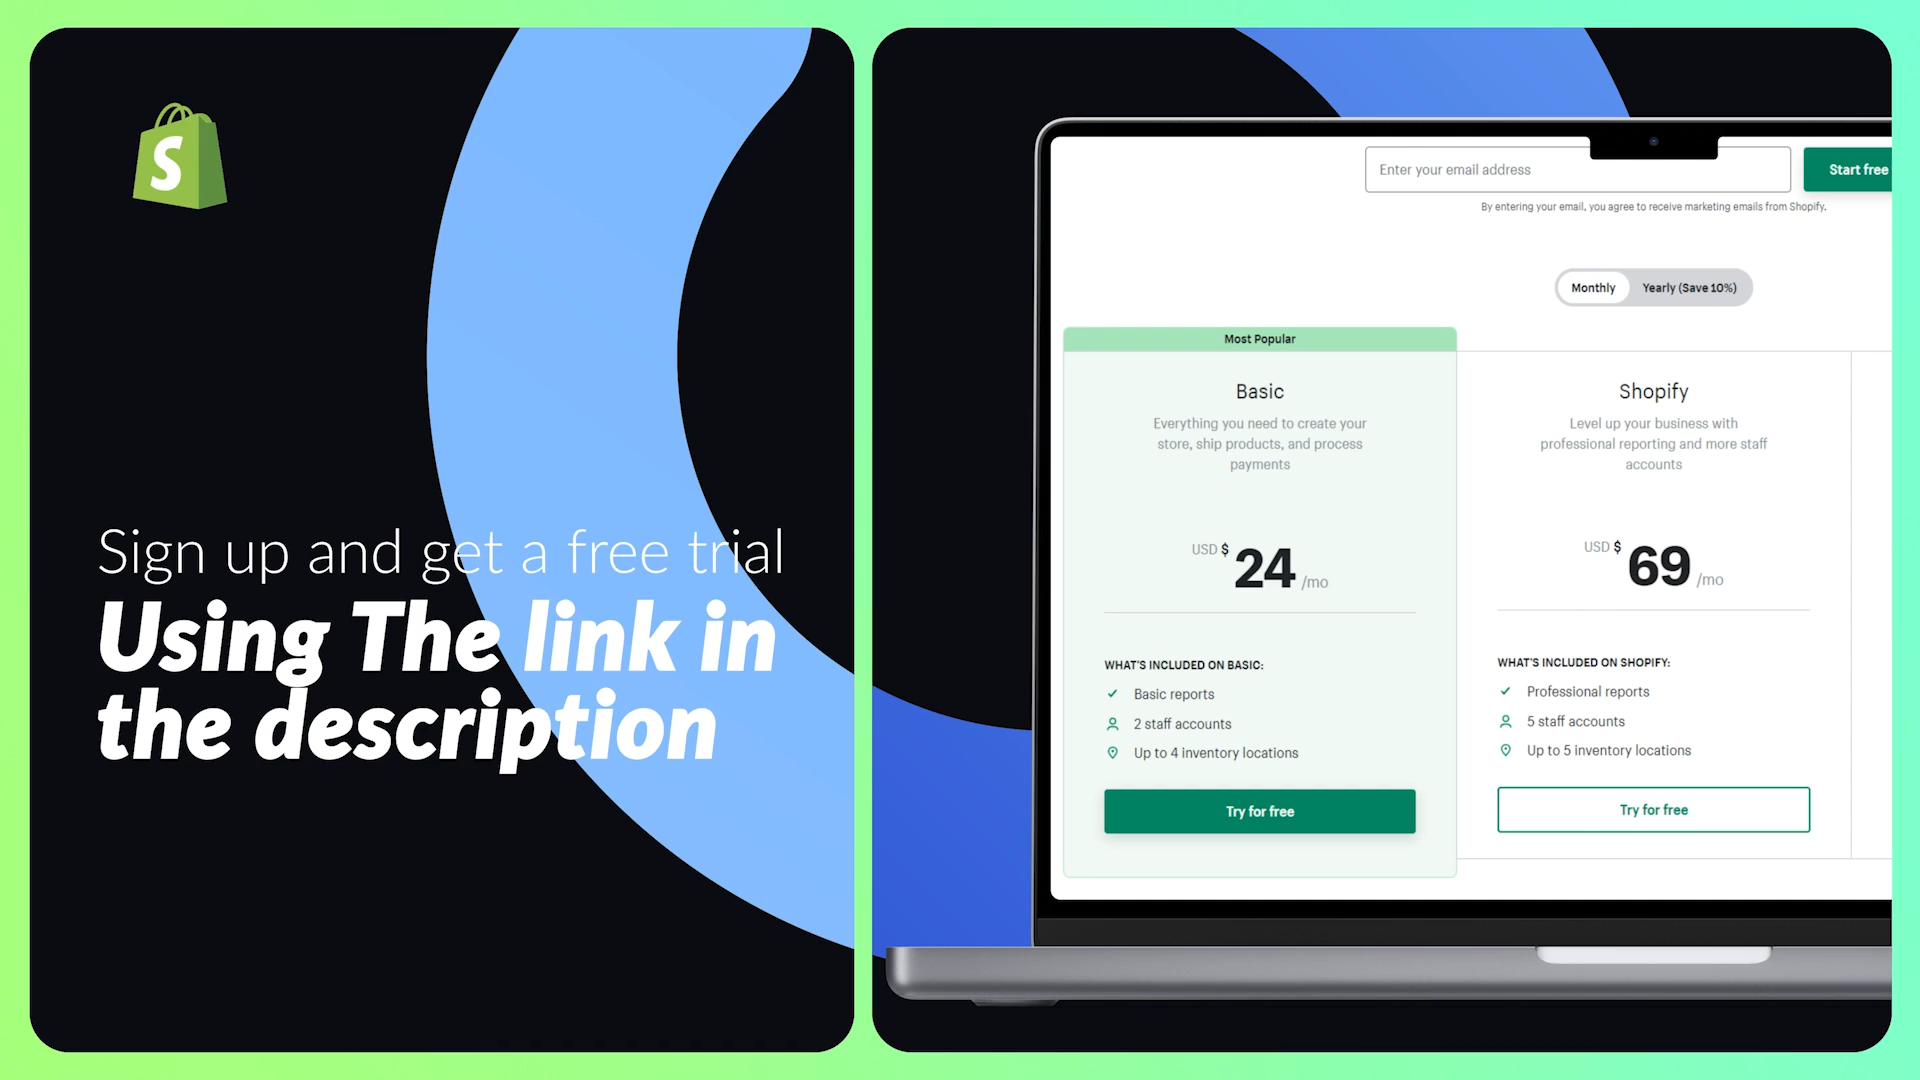 S
Sign up and get a free trial
Using The link in
the description
Enter your email address
Start free
By entering your email, you agree to receive marketing emails from Shopify.
Monthly
Yearly (Save 10%)
Most Popular
Basic
Everything you need to create your
store, ship products, and process
payments
USD $ 24 /mo
WHAT'S INCLUDED ON BASIC:
Basic reports
2 staff accounts
Up to 4 inventory locations
Try for free
Shopify
Level up your business with
professional reporting and more staff
accounts
USD $ 69 /mo
WHAT'S INCLUDED ON SHOPIFY:
Professional reports
5 staff accounts
Up to 5 inventory locations
Try for free